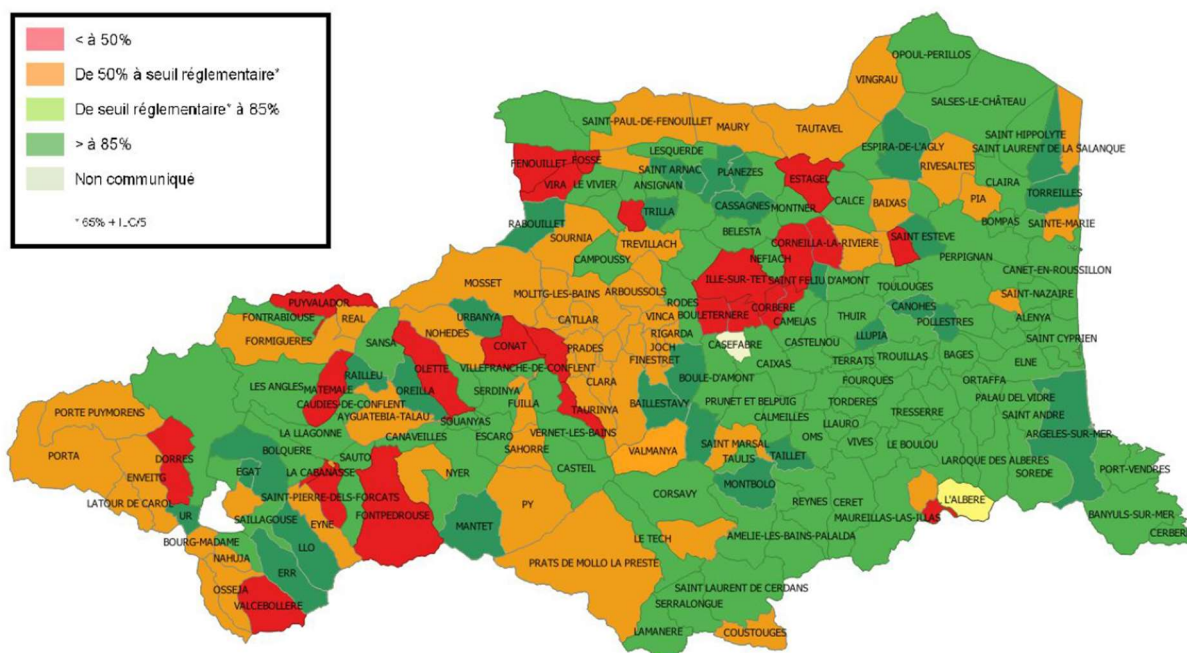 < à 50%
De 50% à seuil réglementaire*
De seuil réglementaire* à 85%
> à 85%
Non communiqué
OPOUL-PERILLOS
VINGRAU
SALSES-LE-CHÂTEAU
SAINT-PAUL-DE-FENOUILLET
MAURY
TAUTAVEL
SAINT HIPPOLYTE
ESPIRA-DE-L'AGLY
SAINT LAURENT DE LA SALANQUE
LESQUERDE
FENOUILLET
FOSSE
SAINT ARNAC
PLANEZES
ESTAGEL
RIVESALTES
VIRA
LE VIVIER
ANSIGNAN
CLAIRA
TORREILLES
CASSAGNES
MONTNER
CALCE
BAIXAS
PIA
TRILLA
RABOUILLET
BELESTA
BOMPAS
SAINTE-MARIE
SOURNIA
TREVILLACH
CORNEILLA-LA-RIVIERE
SAINT ESTEVE
CAMPOUSSY
NEFIACH
PERPIGNAN
MOSSET
ILLE-SUR-TET
SAINT FELIU D'AMONT
CANET-EN-ROUSSILLON
MOLITG-LES-BAINS
ARBOUSSOLS
TOULOUGES
PUYVALADOR
RODES
CORBERE
SAINT-NAZAIRE
FONTRABIOUSE
REAL
URBANYA
CATLLAR
VINCA
BOULETERNERE
CAMELAS
THUIR
CANOHES
POLLESTRES
ALENYA
NOHEDES
RIGARDA
LLUPIA
FORMIGUERES
SANSA
CONAT
PRADES
JOCH
CASEFABRE
CASTELNOU
SAINT CYPRIEN
FINESTRET
CAIXAS
TERRATS
TROUILLAS
BAGES
ELNE
OLETTE
VILLEFRANCHE-DE-CONFLENT
RAILLEU
LES ANGLES
MATEMALE
OREILLA
SERDINYA
CLARA
BOULE-D'AMONT
FOURQUES
ORTAFFA
CAUDIES-DE-CONFLENT
FUILLA
TAURINYA
BAILLESTAVY
PRUNET ET BELPUIG
TORDERES
PALAU DEL VIDRE
PORTE PUYMORENS
AYGUATEBIA-TALAU
SOUANYAS
CALMEILLES
TRESSERRE
SAINT ANDRE
LLAURO
LA LLAGONNE
CANAVEILLES
ESCARO
VERNET-LES-BAINS
OMS
VIVES
LE BOULOU
ARGELES-SUR-MER
DORRES
BOLQUERE
SAUTO
SAHORRE
VALMANYA
SAINT MARSAL
TAULIS
TAILLET
PORTA
LAROQUE DES ALBERES
PORT-VENDRES
ENVEITG
EGAT
LA CABANASSE
NYER
CASTEIL
MONTBOLO
SOREDE
LATOUR DE CAROL
SAINT-PIERRE-DELS-FORCATS
CORSAVY
REYNES
CERET
L'ALBERE
UR
SAILLAGOUSE
EYNE
FONTPEDROUSE
MANTET
PY
MAUREILLAS-LAS-ILLAS
BANYULS-SUR-MER
BOURG-MADAME
LLO
LE TECH
AMELIE-LES-BAINS-PALALDA
CERBERE
NAHUJA
ERR
PRATS DE MOLLO LA PRESTE
OSSEJA
SAINT LAURENT DE CERDANS
VALCEBOLLERE
SERRALONGUE
LAMANERE
COUSTOUGES